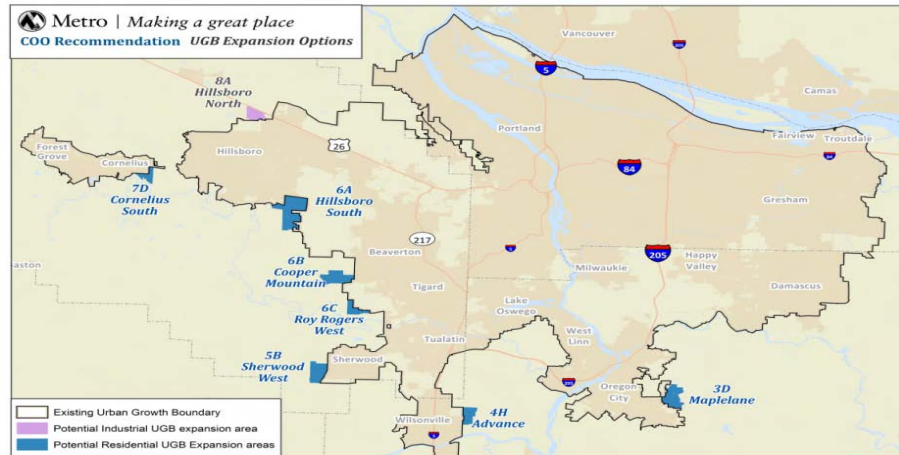 Metro | Making a great place
COO Recommendation UGB Expansion Options
Vancouver
205
5
Camas
8A
Hillsboro
North
Portland
Fairview
Troutdale
Forest
Grove
Cornelius
Hillsboro
26
84
84
7D
Cornelius
South
6A
Hillsboro
South
Gresham
217
Beaverton
5
205
Happy
Valley
6B
Cooper
Mountain
Milwaukie
Tigard
Damascus
Lake
Oswego
6C
Roy Rogers
West
West
Linn
Tualatin
5B
Sherwood
West
Sherwood
205
Oregon
City
3D
Maplelane
4H
Advance
Wilsonville
5
Existing Urban Growth Boundary
Potential Industrial UGB expansion area
Potential Residential UGB Expansion areas